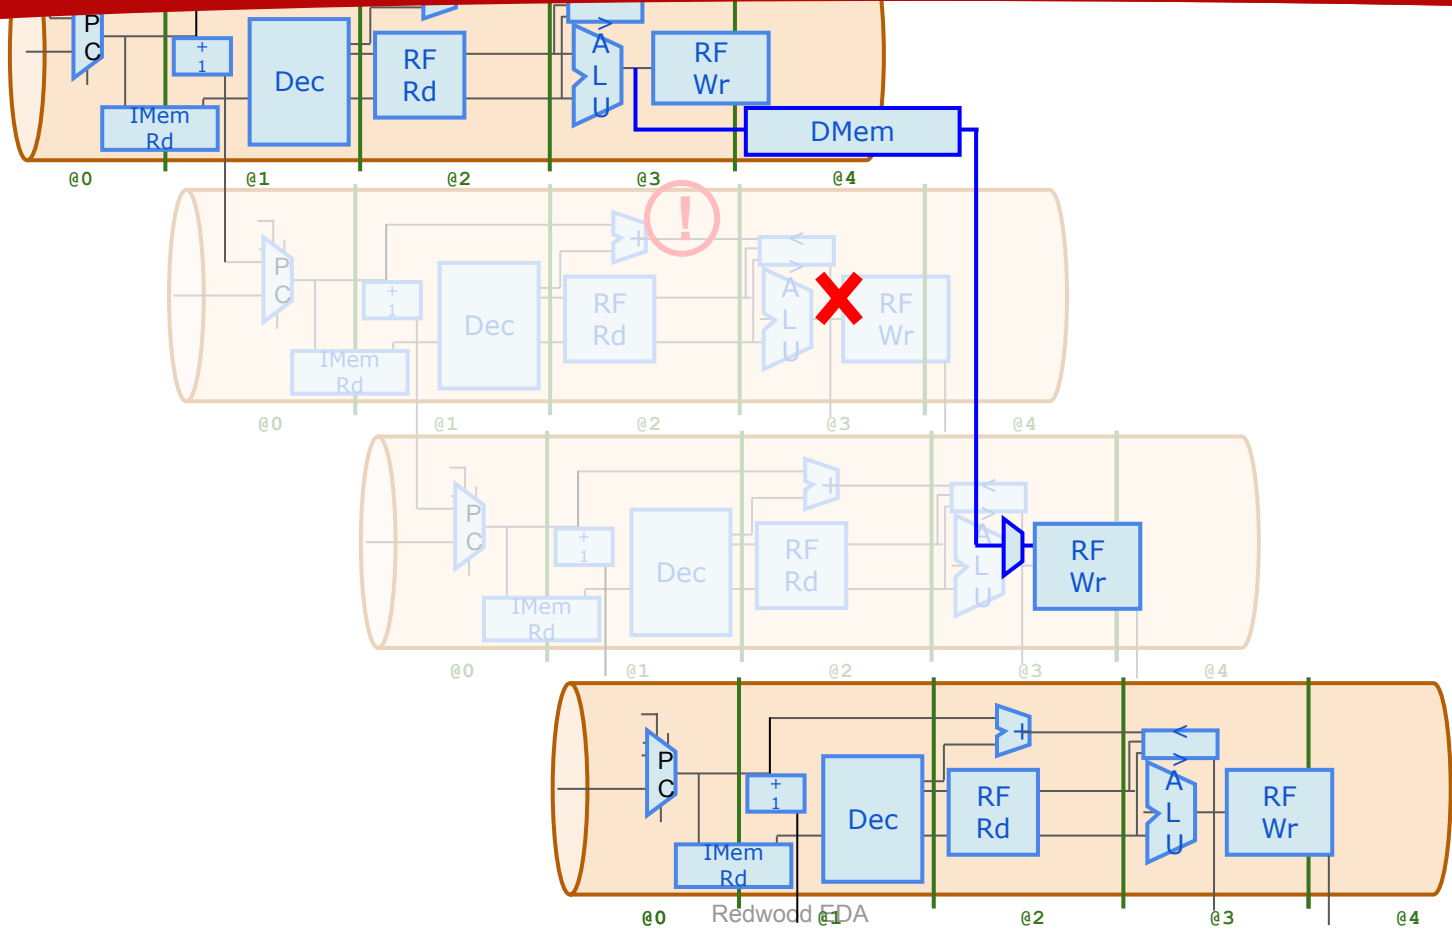 P
C
+
1
IMem
Rd
Dec
RF
Rd
>
A
L
U
RF
Wr
DMem
@0
@1
@2
@3
@4
!
P
C
+
1
IMem
Rd
Dec
RF
Rd
+
<
>
A
L
U
RF
Wr
@0
@1
@2
@3
@4
P
C
+
1
IMem
Rd
Dec
RF
Rd
+
<
A
L
U
RF
Wr
@0
@1
@2
@3
@4
P
C
+
1
IMem
Rd
Dec
RF
Rd
+
<
>
A
L
U
RF
Wr
@0
@1
@2
@3
@4
Redwood EDA